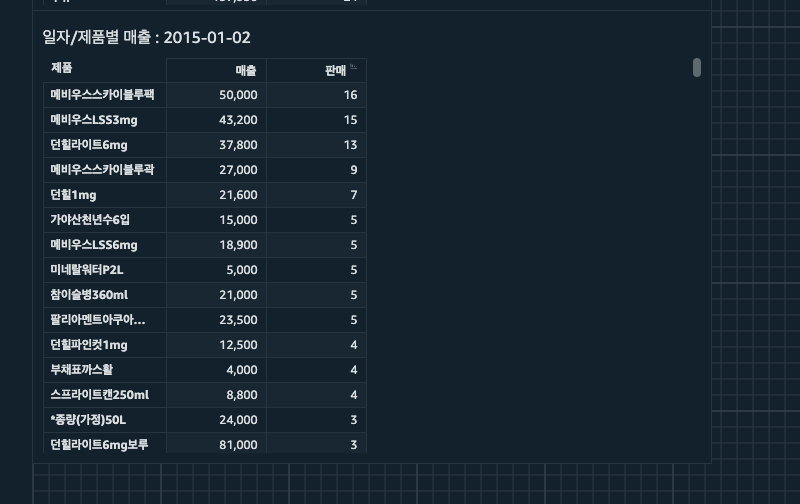 일자/제품별 매출 : 2015-01-02
제품 매출 판매
메비우스스카이블루팩 50,000 16
메비우스LSS3mg 43,200 15
던힐라이트6mg 37,800 13
메비우스스카이블루곽 27,000 9
던힐1mg 21,600 7
가야산천년수6입 15,000 5
메비우스LSS6mg 18,900 5
미네랄워터P2L 5,000 5
참이슬병360ml 21,000 5
팔리아멘트아쿠아... 23,500 5
던힐파인컷1mg 12,500 4
부채표까스활 4,000 4
스프라이트캔250ml 8,800 4
*종량(가정)50L 24,000 3
던힐라이트6mg보루 81,000 3